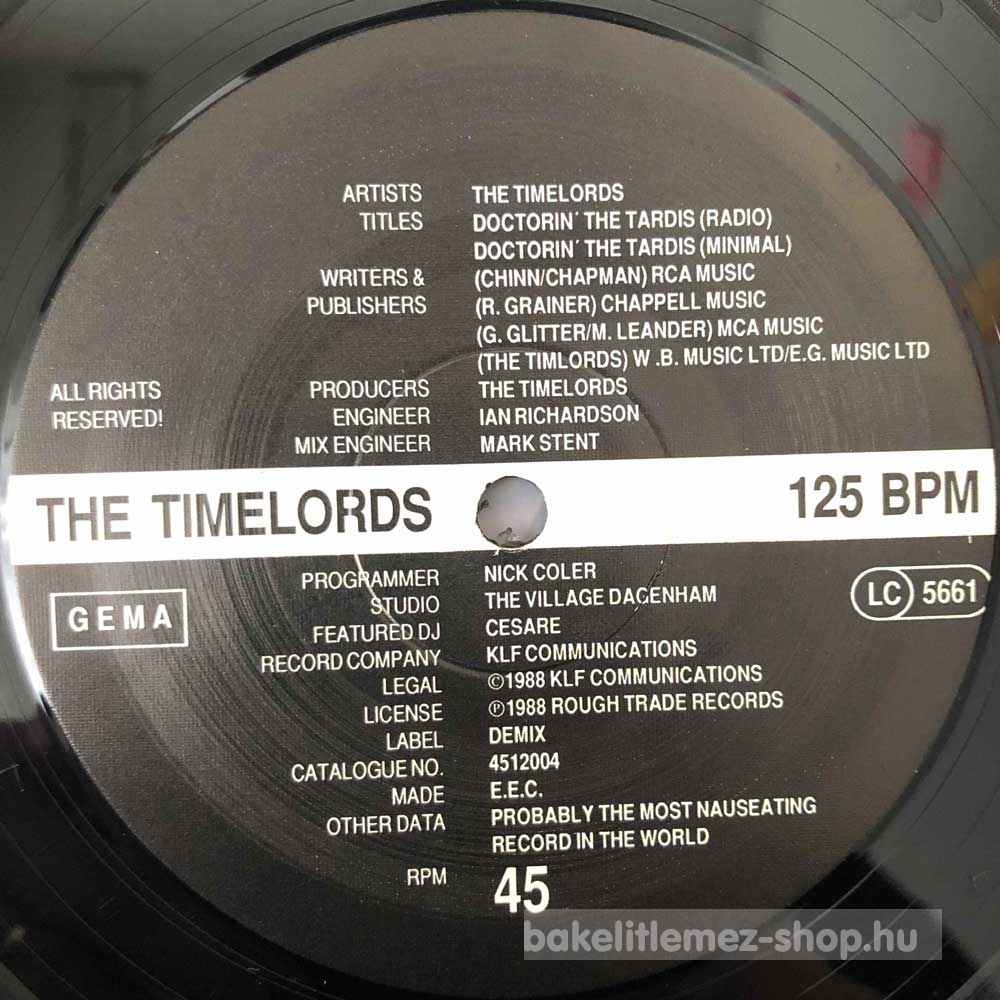 ARTISTS THE TIMELORDS
TITLES DOCTORIN' THE TARDIS (RADIO)
DOCTORIN' THE TARDIS (MINIMAL)
WRITERS & (CHINN/CHAPMAN) RCA MUSIC
PUBLISHERS (R. GRAINER) CHAPPELL MUSIC
(G. GLITTER/M. LEANDER) MCA MUSIC
(THE TIMLORDS) W .B. MUSIC LTD/E.G. MUSIC LTD
ALL RIGHTS PRODUCERS THE TIMELORDS
RESERVED! ENGINEER IAN RICHARDSON
MIX ENGINEER MARK STENT
THE TIMELORDS 125 BPM
PROGRAMMER NICK COLER
STUDIO THE VILLAGE DAGENHAM
GEMA
LC 5661
FEATURED DJ CESARE
RECORD COMPANY KLF COMMUNICATIONS
LEGAL ©1988 KLF COMMUNICATIONS
LICENSE ℗1988 ROUGH TRADE RECORDS
LABEL DEMIX
CATALOGUE NO. 4512004
MADE E.E.C.
OTHER DATA PROBABLY THE MOST NAUSEATING
RECORD IN THE WORLD
RPM 45
bakelitlemez-shop.hu